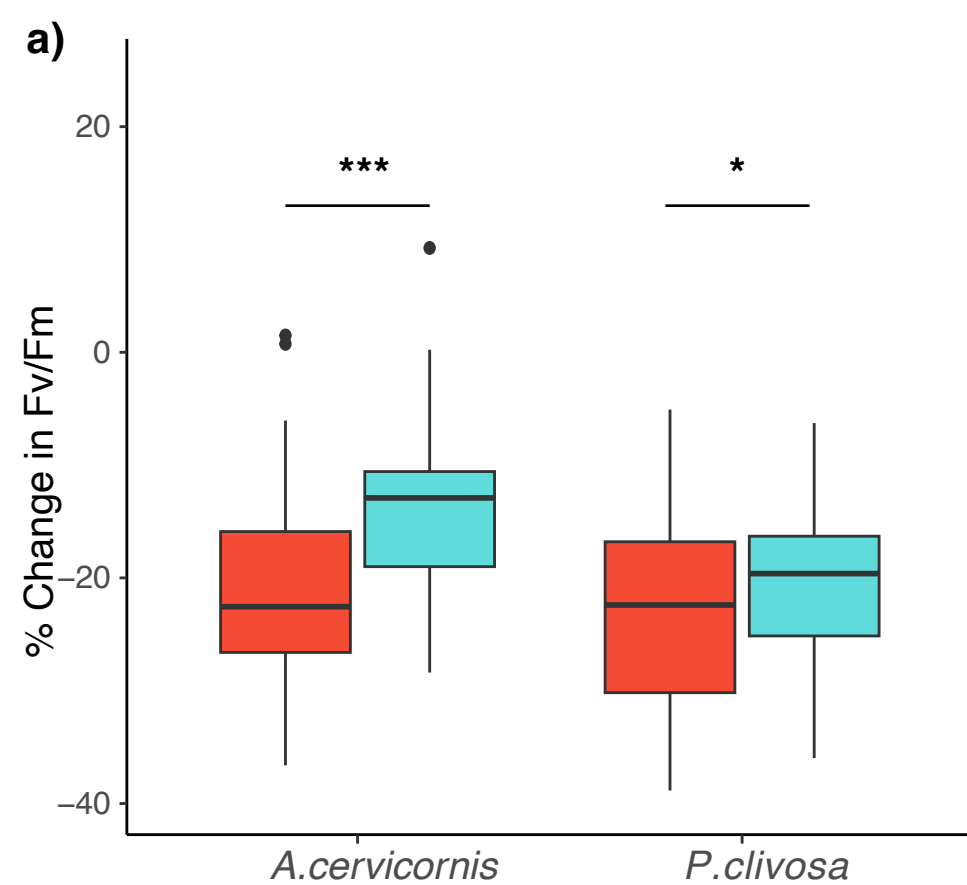 a)
% Change in Fv/Fm
20
0
−20
−40
***
*
A.cervicornis
P.clivosa